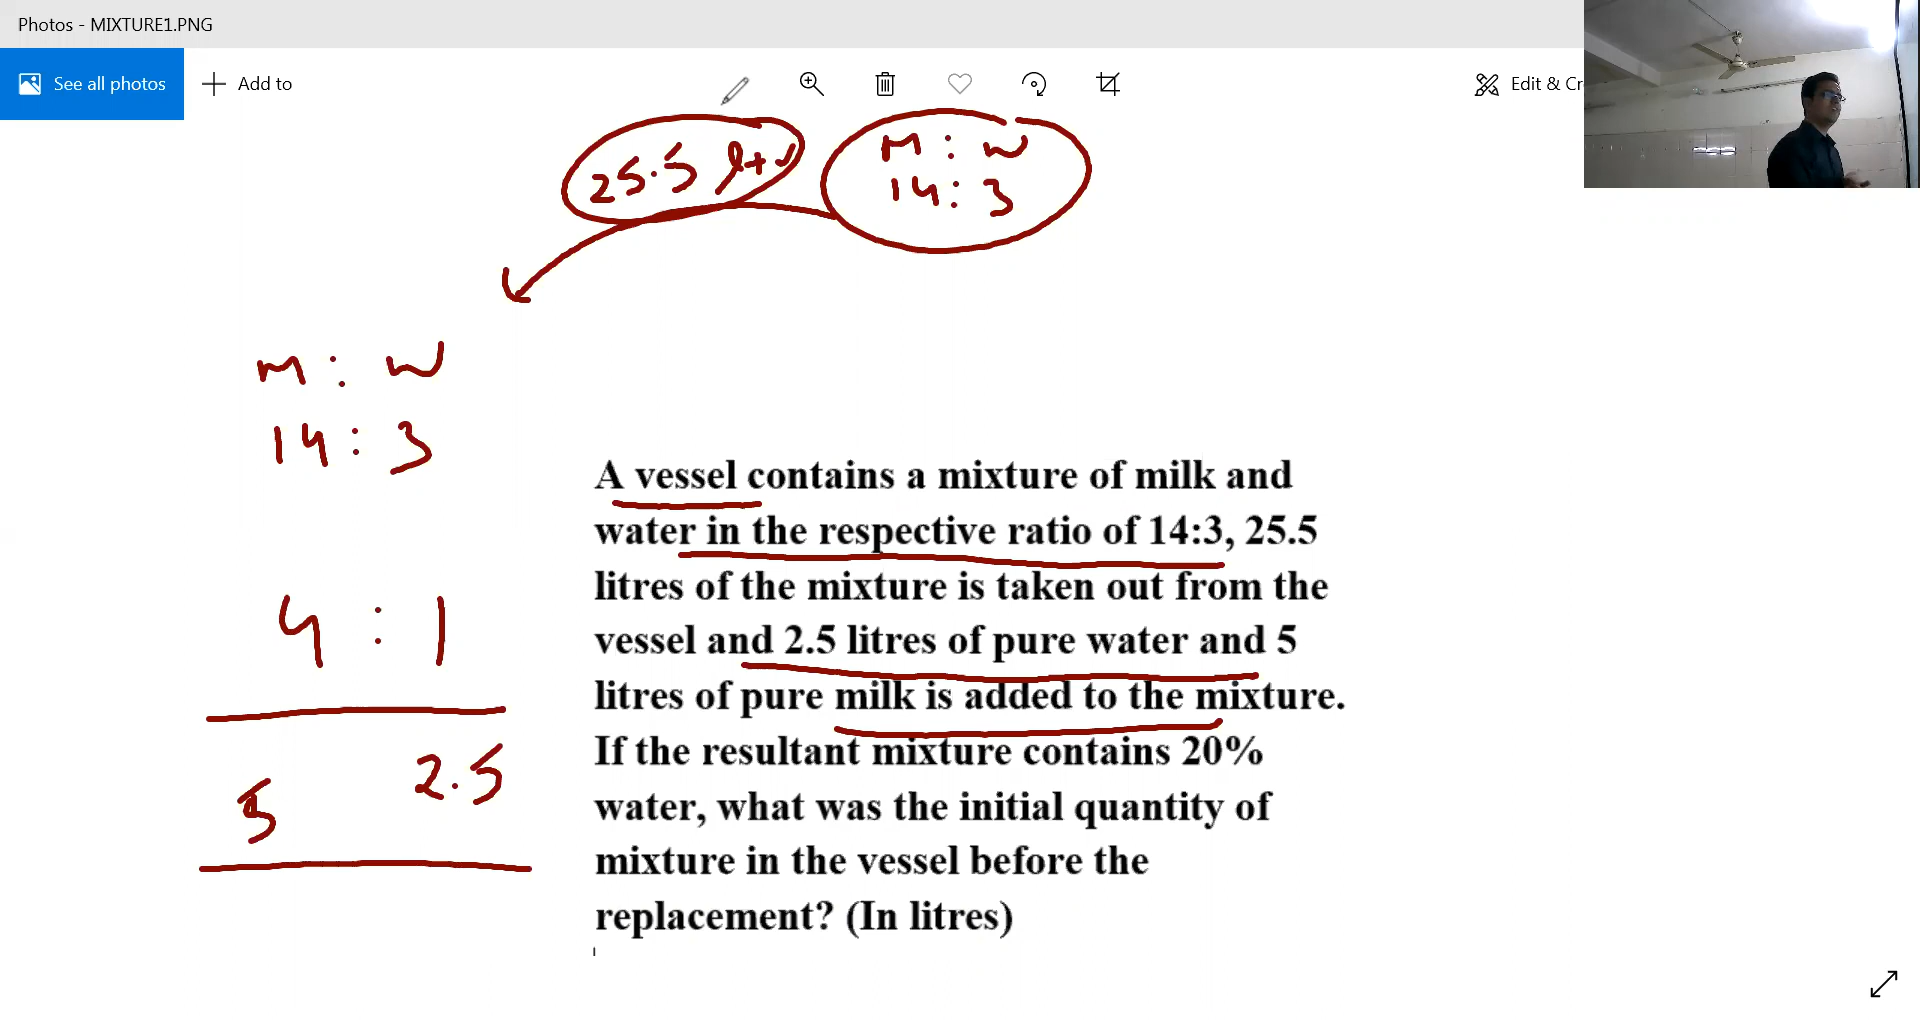 Photos - MIXTURE1.PNG
See all photos
Add to
Edit & Cr
25.5 ltr
M : W
14 : 3
M : W
14 : 3
4 : 1
5 2.5
A vessel contains a mixture of milk and
water in the respective ratio of 14:3, 25.5
litres of the mixture is taken out from the
vessel and 2.5 litres of pure water and 5
litres of pure milk is added to the mixture.
If the resultant mixture contains 20%
water, what was the initial quantity of
mixture in the vessel before the
replacement? (In litres)